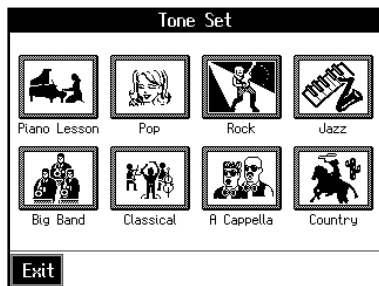 Tone Set
Piano Lesson Pop Rock Jazz
Big Band Classical A Cappella Country
Exit